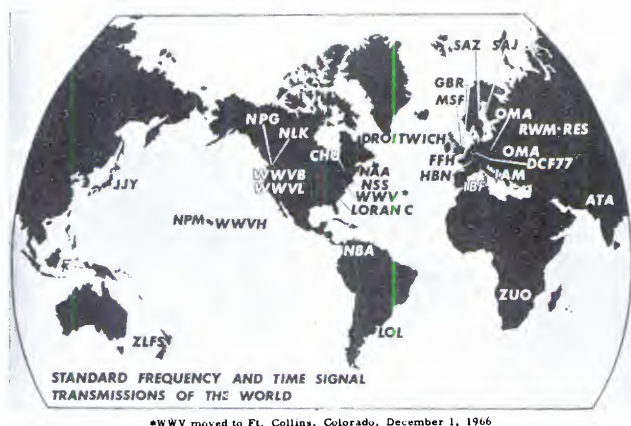 SAZ SAJ
GBR
MSF
NPG
NLK
OMA
RWM-RES
DROITWICH
CHU
FFH
OMA
DCF77
WWVB
WWVL
HBN
IAM
NAA
NSS
WWV*
LORAN C
IBF
JJY
ATA
NPM
WWVH
NBA
ZUO
ZLFS
LOL
STANDARD FREQUENCY AND TIME SIGNAL
TRANSMISSIONS OF THE WORLD
*WWV moved to Ft. Collins, Colorado, December 1, 1966